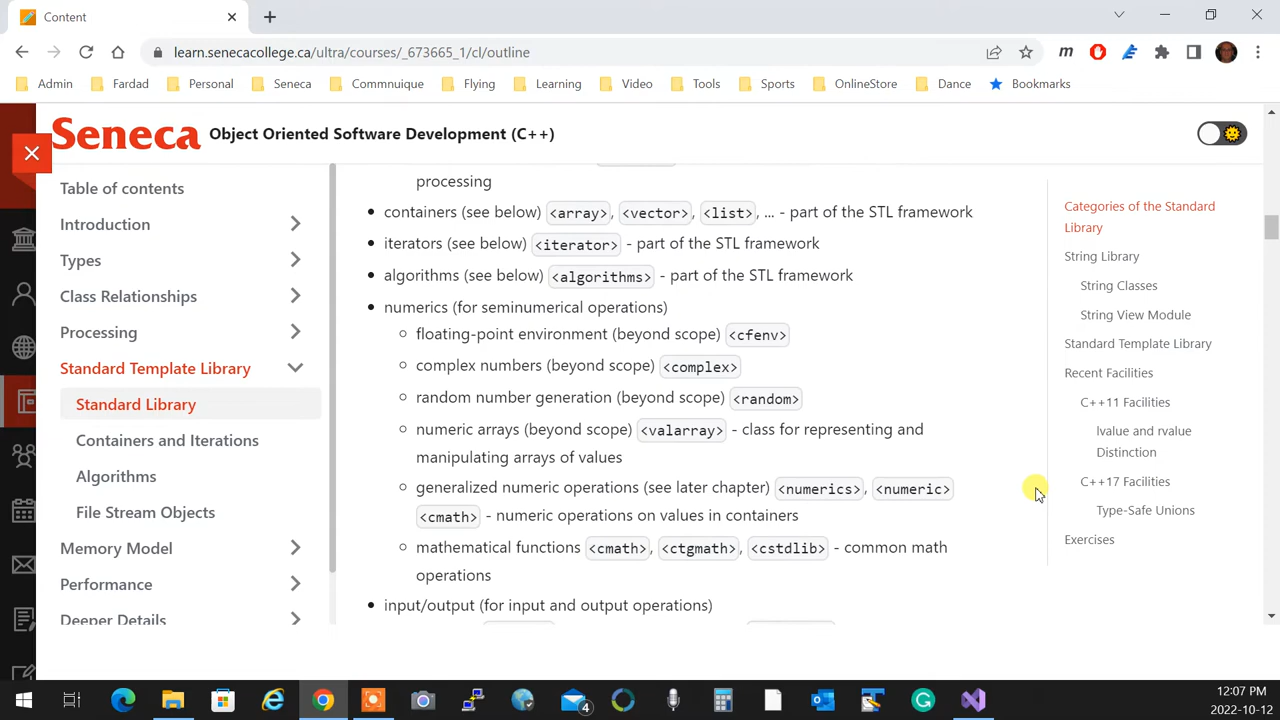 Content
learn.senecacollege.ca/ultra/courses/_673665_1/cl/outline
m
Admin
Fardad
Personal
Seneca
Commnuique
Flying
Learning
Video
Tools
Sports
OnlineStore
Dance
Bookmarks
Seneca
Object Oriented Software Development (C++)
Table of contents
Introduction
Types
Class Relationships
Processing
Standard Template Library
Standard Library
Containers and Iterations
Algorithms
File Stream Objects
Memory Model
Performance
Deeper Details
processing
containers (see below) <array>, <vector>, <list>, ... - part of the STL framework
iterators (see below) <iterator> - part of the STL framework
algorithms (see below) <algorithms> - part of the STL framework
numerics (for seminumerical operations)
floating-point environment (beyond scope) <cfenv>
complex numbers (beyond scope) <complex>
random number generation (beyond scope) <random>
numeric arrays (beyond scope) <valarray> - class for representing and
manipulating arrays of values
generalized numeric operations (see later chapter) <numerics>, <numeric>
<cmath> - numeric operations on values in containers
mathematical functions <cmath>, <ctgmath>, <cstdlib> - common math
operations
input/output (for input and output operations)
Categories of the Standard
Library
String Library
String Classes
String View Module
Standard Template Library
Recent Facilities
C++11 Facilities
lvalue and rvalue
Distinction
C++17 Facilities
Type-Safe Unions
Exercises
4
12:07 PM
2022-10-12